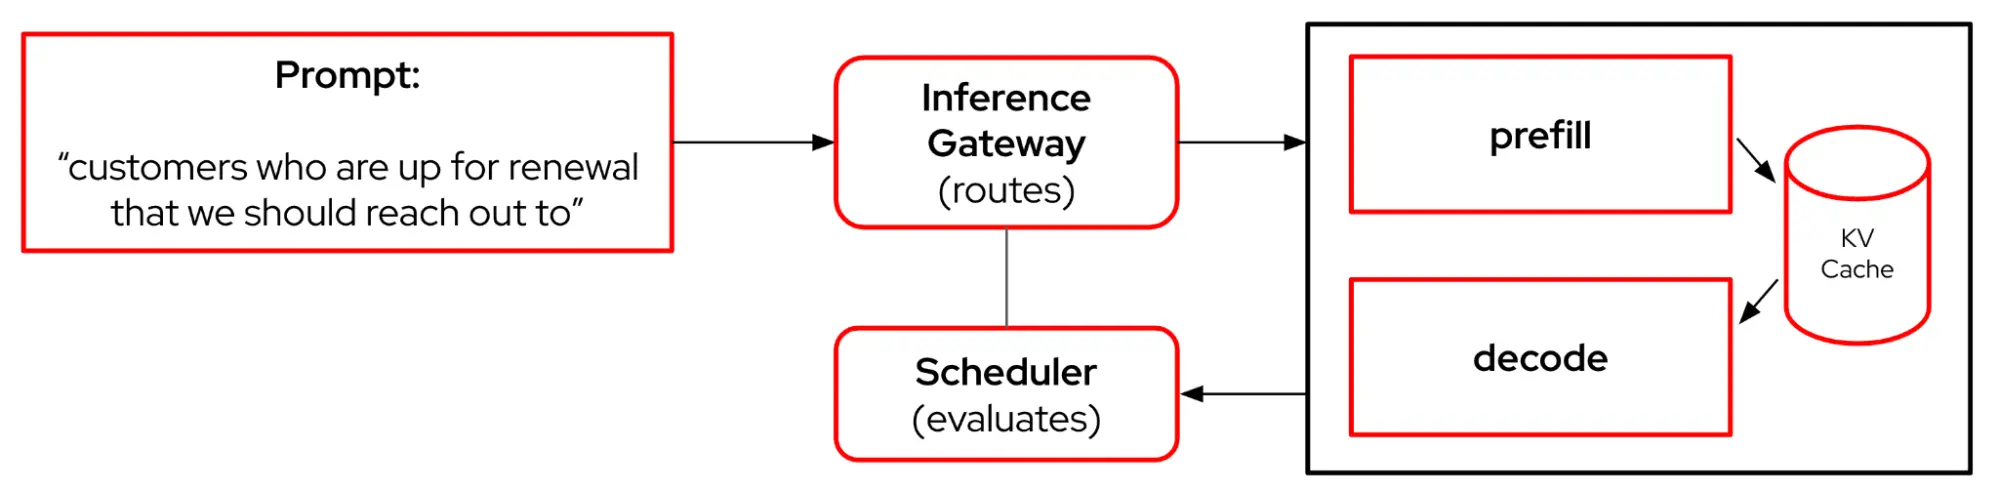 Prompt:
“customers who are up for renewal
that we should reach out to”
Inference
Gateway
(routes)
Scheduler
(evaluates)
prefill
decode
KV
Cache